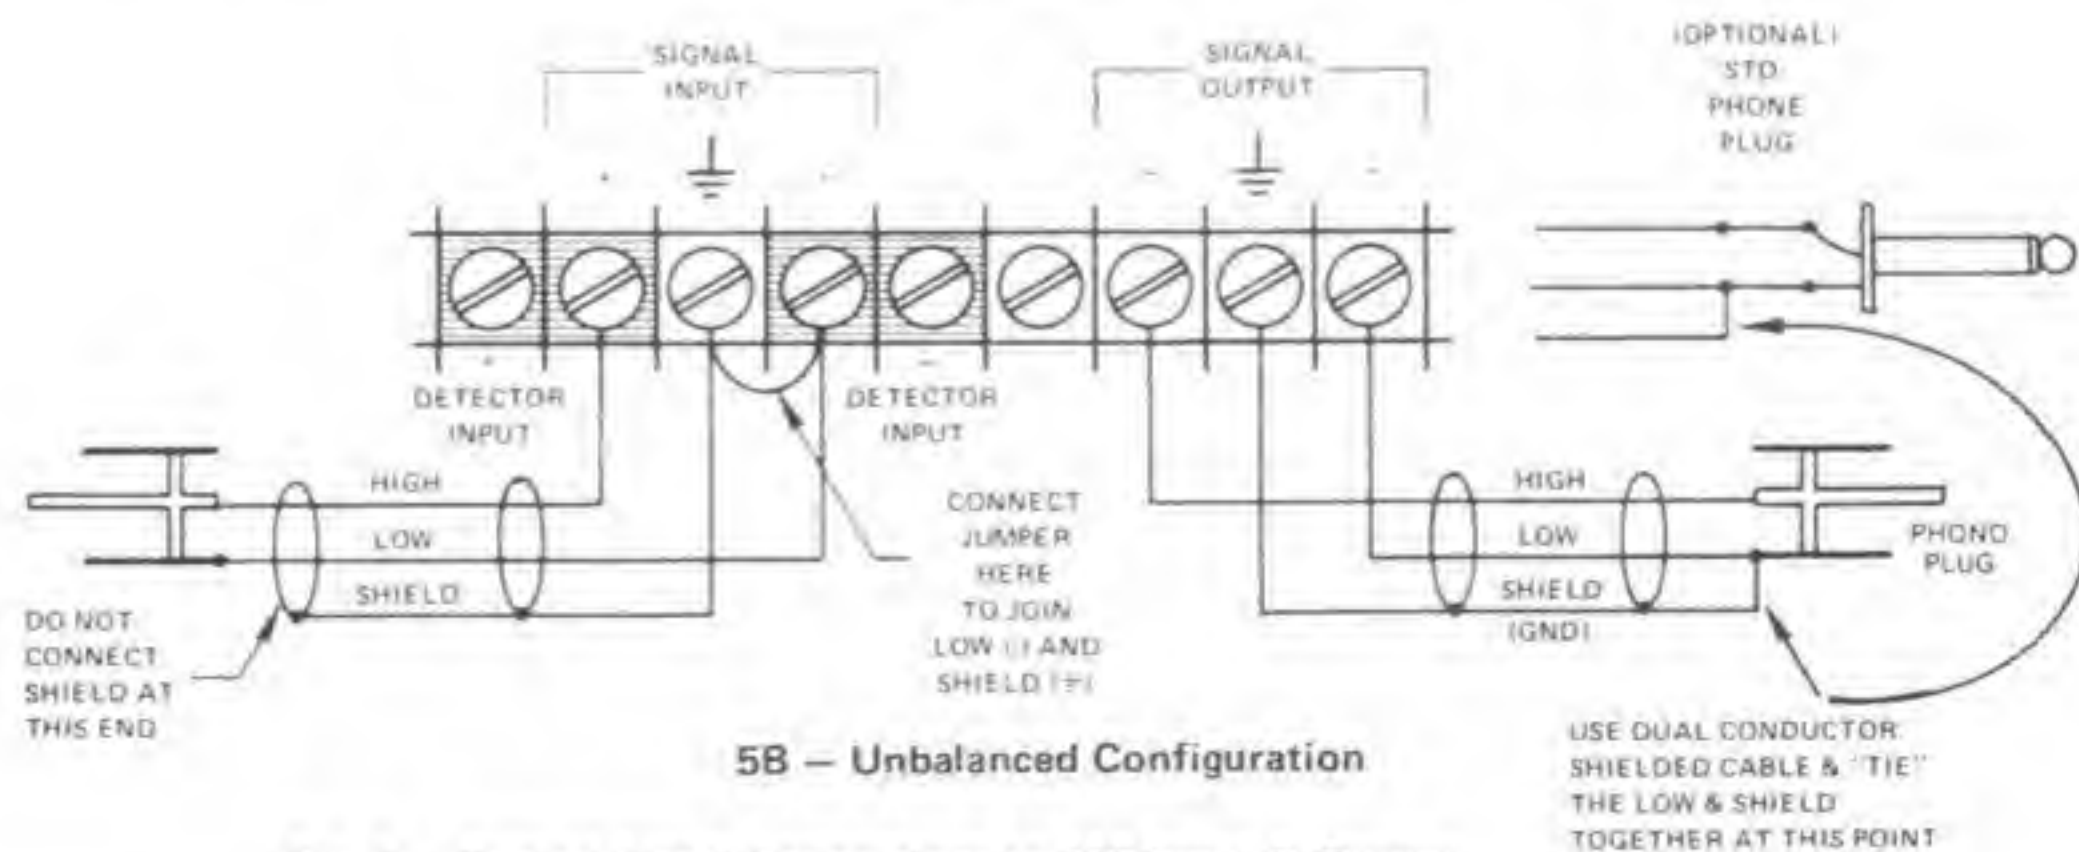 SIGNAL
INPUT
SIGNAL
OUTPUT
(OPTIONAL)
STD
PHONE
PLUG
DETECTOR
INPUT
DETECTOR
INPUT
HIGH
LOW
SHIELD
DO NOT
CONNECT
SHIELD AT
THIS END
CONNECT
JUMPER
HERE
TO JOIN
LOW (-) AND
SHIELD (⏚)
HIGH
LOW
SHIELD
(GND)
PHONO
PLUG
5B — Unbalanced Configuration
USE DUAL CONDUCTOR
SHIELDED CABLE & "TIE"
THE LOW & SHIELD
TOGETHER AT THIS POINT